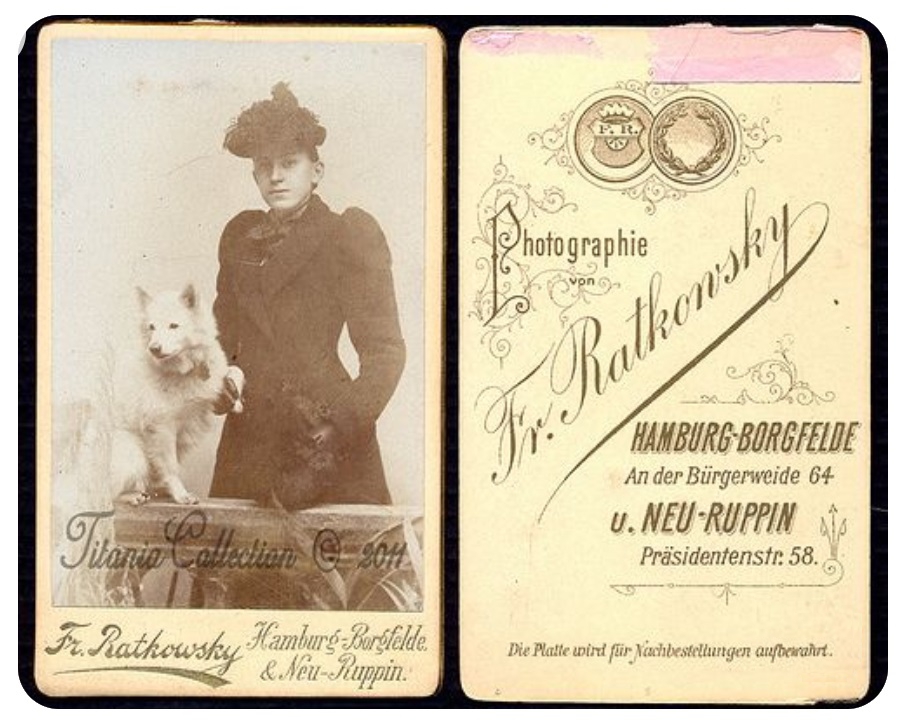 Titania Collection © 2011
Fr. Ratkowsky
Hamburg-Borgfelde.
& Neu-Ruppin.
F. R.
Photographie
von
Fr. Ratkowsky
HAMBURG-BORGFELDE
An der Bürgerweide 64
u. NEU-RUPPIN
Präsidentenstr. 58.
Die Platte wird für Nachbestellungen aufbewahrt.